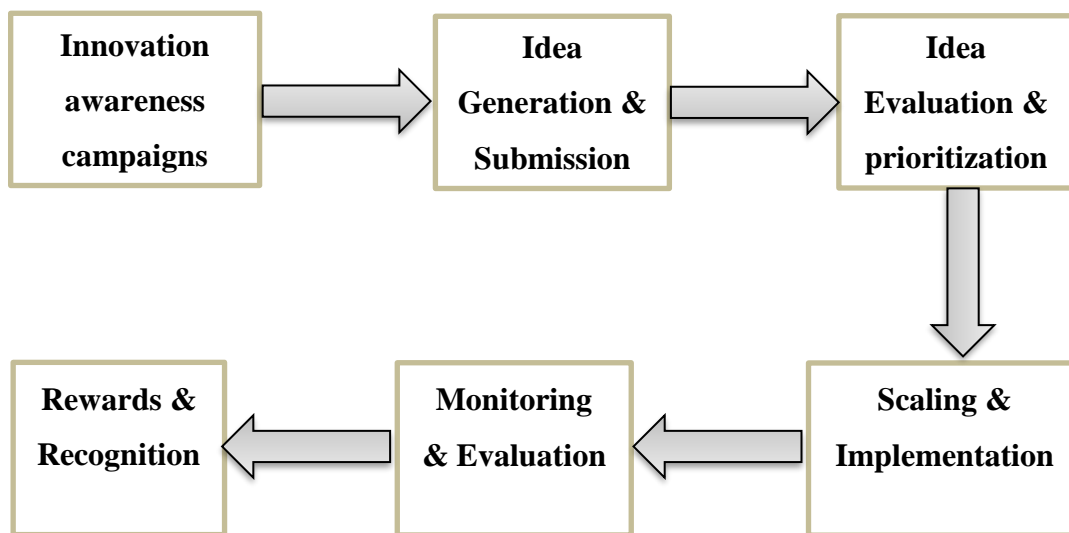 Innovation
awareness
campaigns
Idea
Generation &
Submission
Idea
Evaluation &
prioritization
Scaling &
Implementation
Monitoring
& Evaluation
Rewards &
Recognition